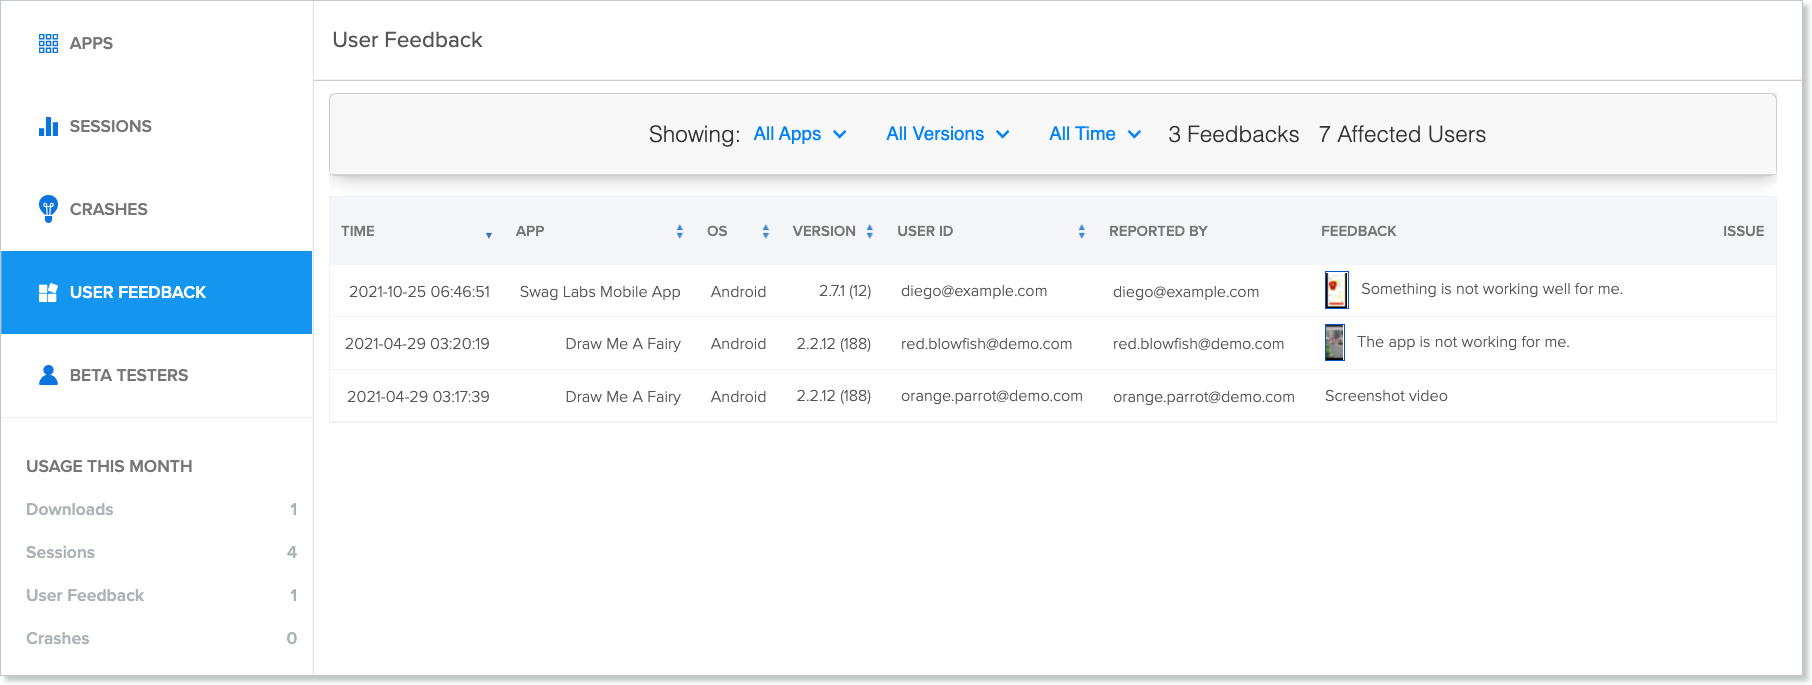 APPS
SESSIONS
CRASHES
USER FEEDBACK
BETA TESTERS
USAGE THIS MONTH
Downloads 1
Sessions 4
User Feedback 1
Crashes 0
User Feedback
Showing: All Apps All Versions All Time 3 Feedbacks 7 Affected Users
TIME APP OS VERSION USER ID REPORTED BY FEEDBACK ISSUE
2021-10-25 06:46:51 Swag Labs Mobile App Android 2.7.1 (12) diego@example.com diego@example.com Something is not working well for me.
2021-04-29 03:20:19 Draw Me A Fairy Android 2.2.12 (188) red.blowfish@demo.com red.blowfish@demo.com The app is not working for me.
2021-04-29 03:17:39 Draw Me A Fairy Android 2.2.12 (188) orange.parrot@demo.com orange.parrot@demo.com Screenshot video